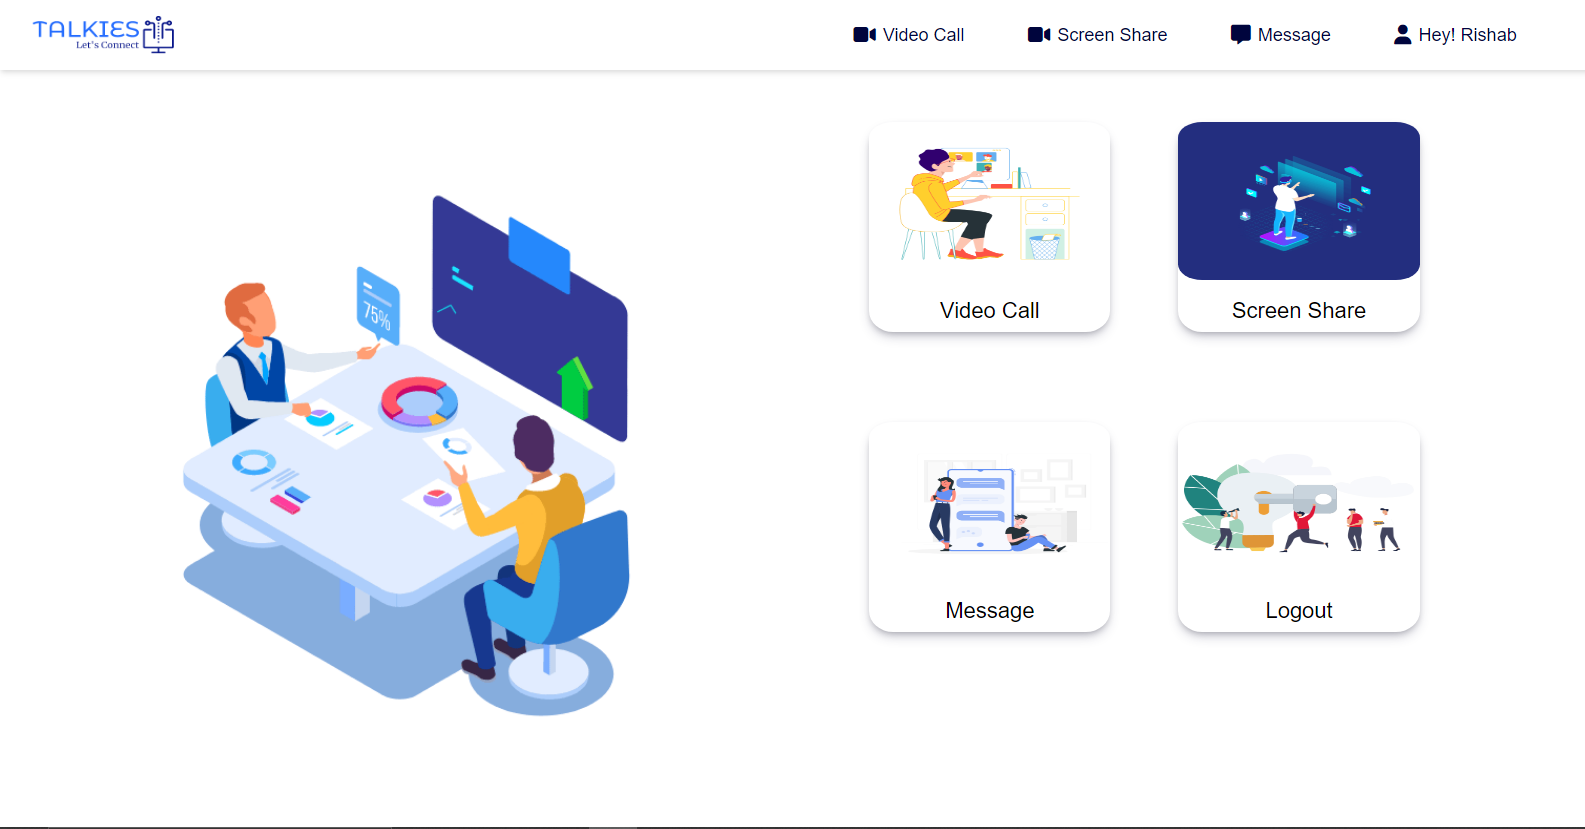 TALKIES
Let's Connect
Video Call
Screen Share
Message
Hey! Rishab
75%
Video Call
Screen Share
Message
Logout